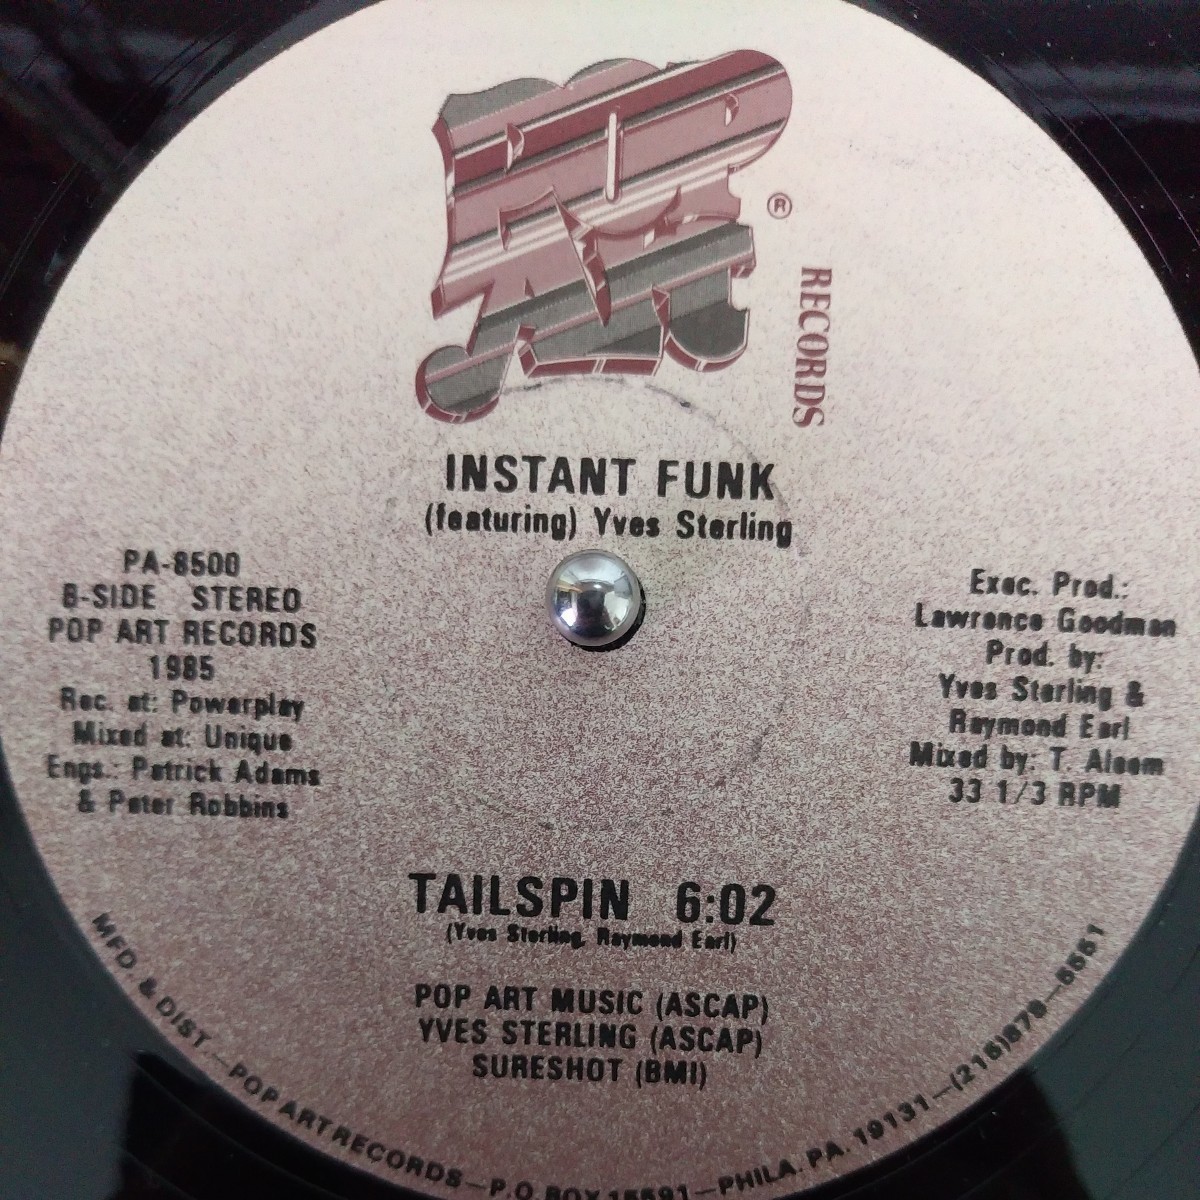 POP
ART
®
RECORDS
INSTANT FUNK
(featuring) Yves Sterling
PA-8500
B-SIDE STEREO
POP ART RECORDS
1985
Rec. at: Powerplay
Mixed at: Unique
Engs.: Patrick Adams
& Peter Robbins
Exec. Prod.:
Lawrence Goodman
Prod. by:
Yves Sterling &
Raymond Earl
Mixed by: T. Aleem
33 1/3 RPM
TAILSPIN 6:02
(Yves Sterling, Raymond Earl)
POP ART MUSIC (ASCAP)
YVES STERLING (ASCAP)
SURESHOT (BMI)
MFD. & DIST.—POP ART RECORDS—P.O. BOX—PHILA. PA. 19131—(215)